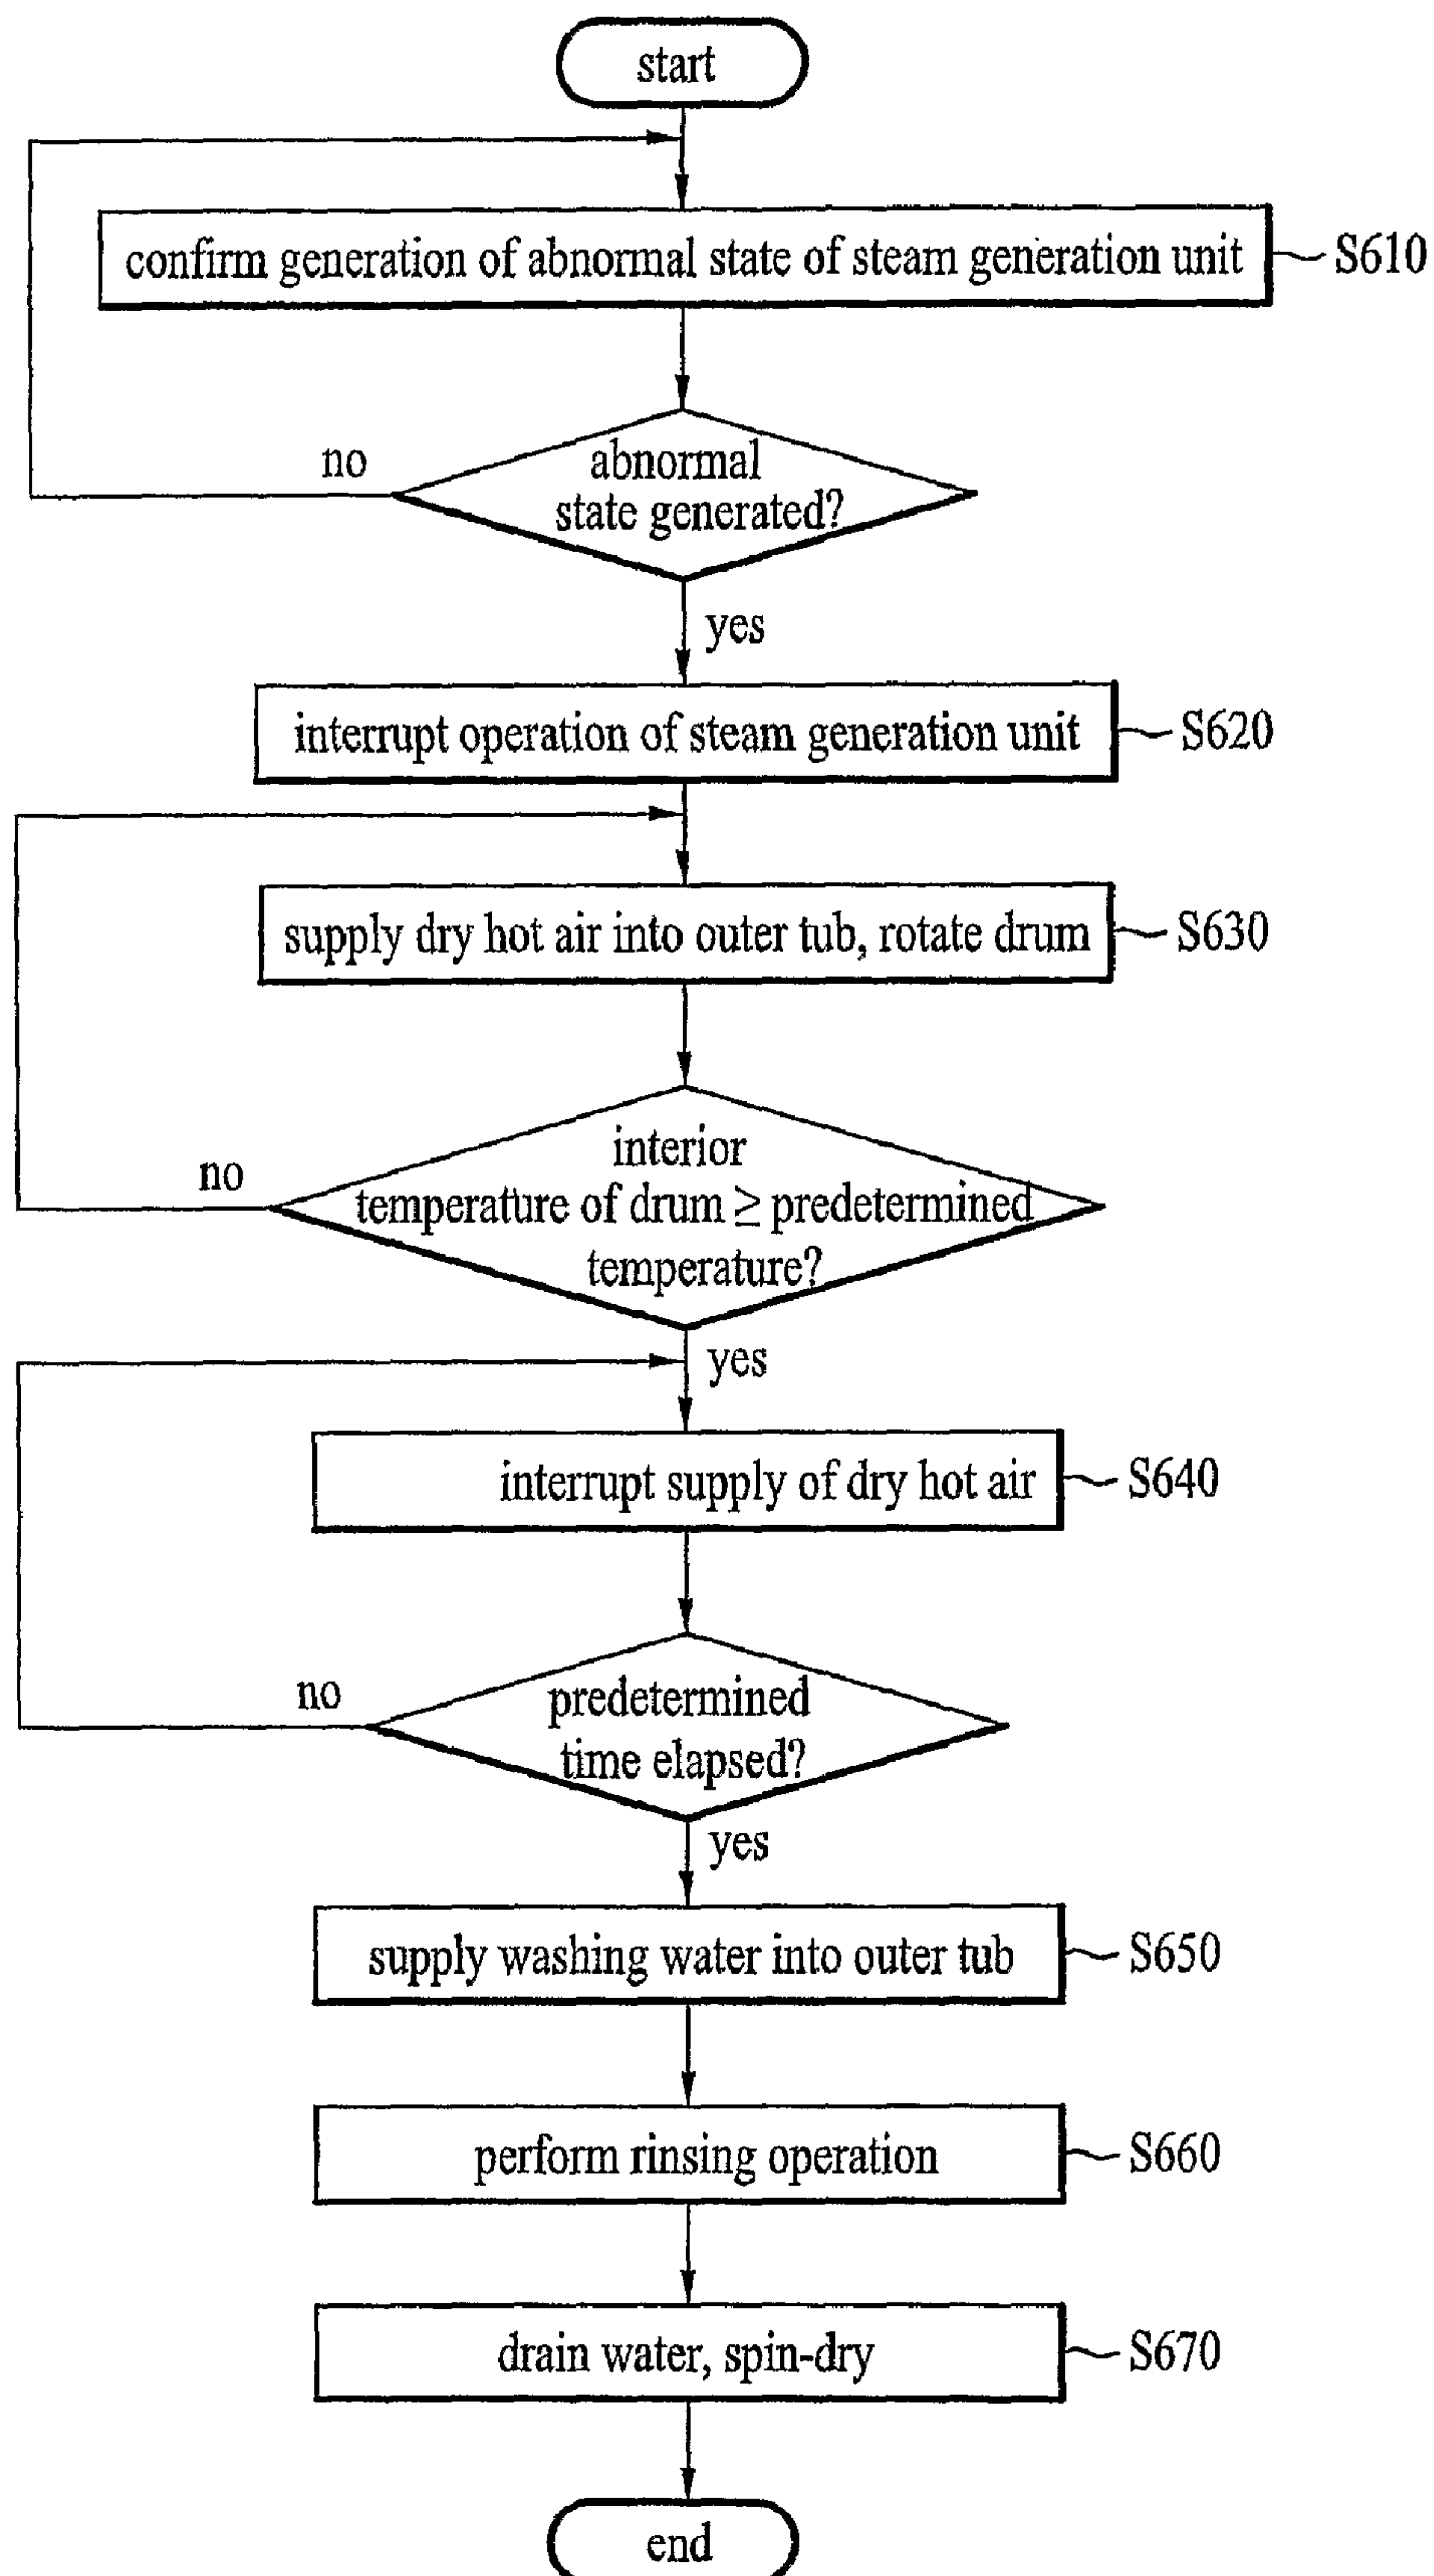 start
confirm generation of abnormal state of steam generation unit
S610
abnormal
state generated?
no
yes
interrupt operation of steam generation unit
S620
supply dry hot air into outer tub, rotate drum
S630
interior
temperature of drum ≥ predetermined
temperature?
no
yes
interrupt supply of dry hot air
S640
predetermined
time elapsed?
no
yes
supply washing water into outer tub
S650
perform rinsing operation
S660
drain water, spin-dry
S670
end